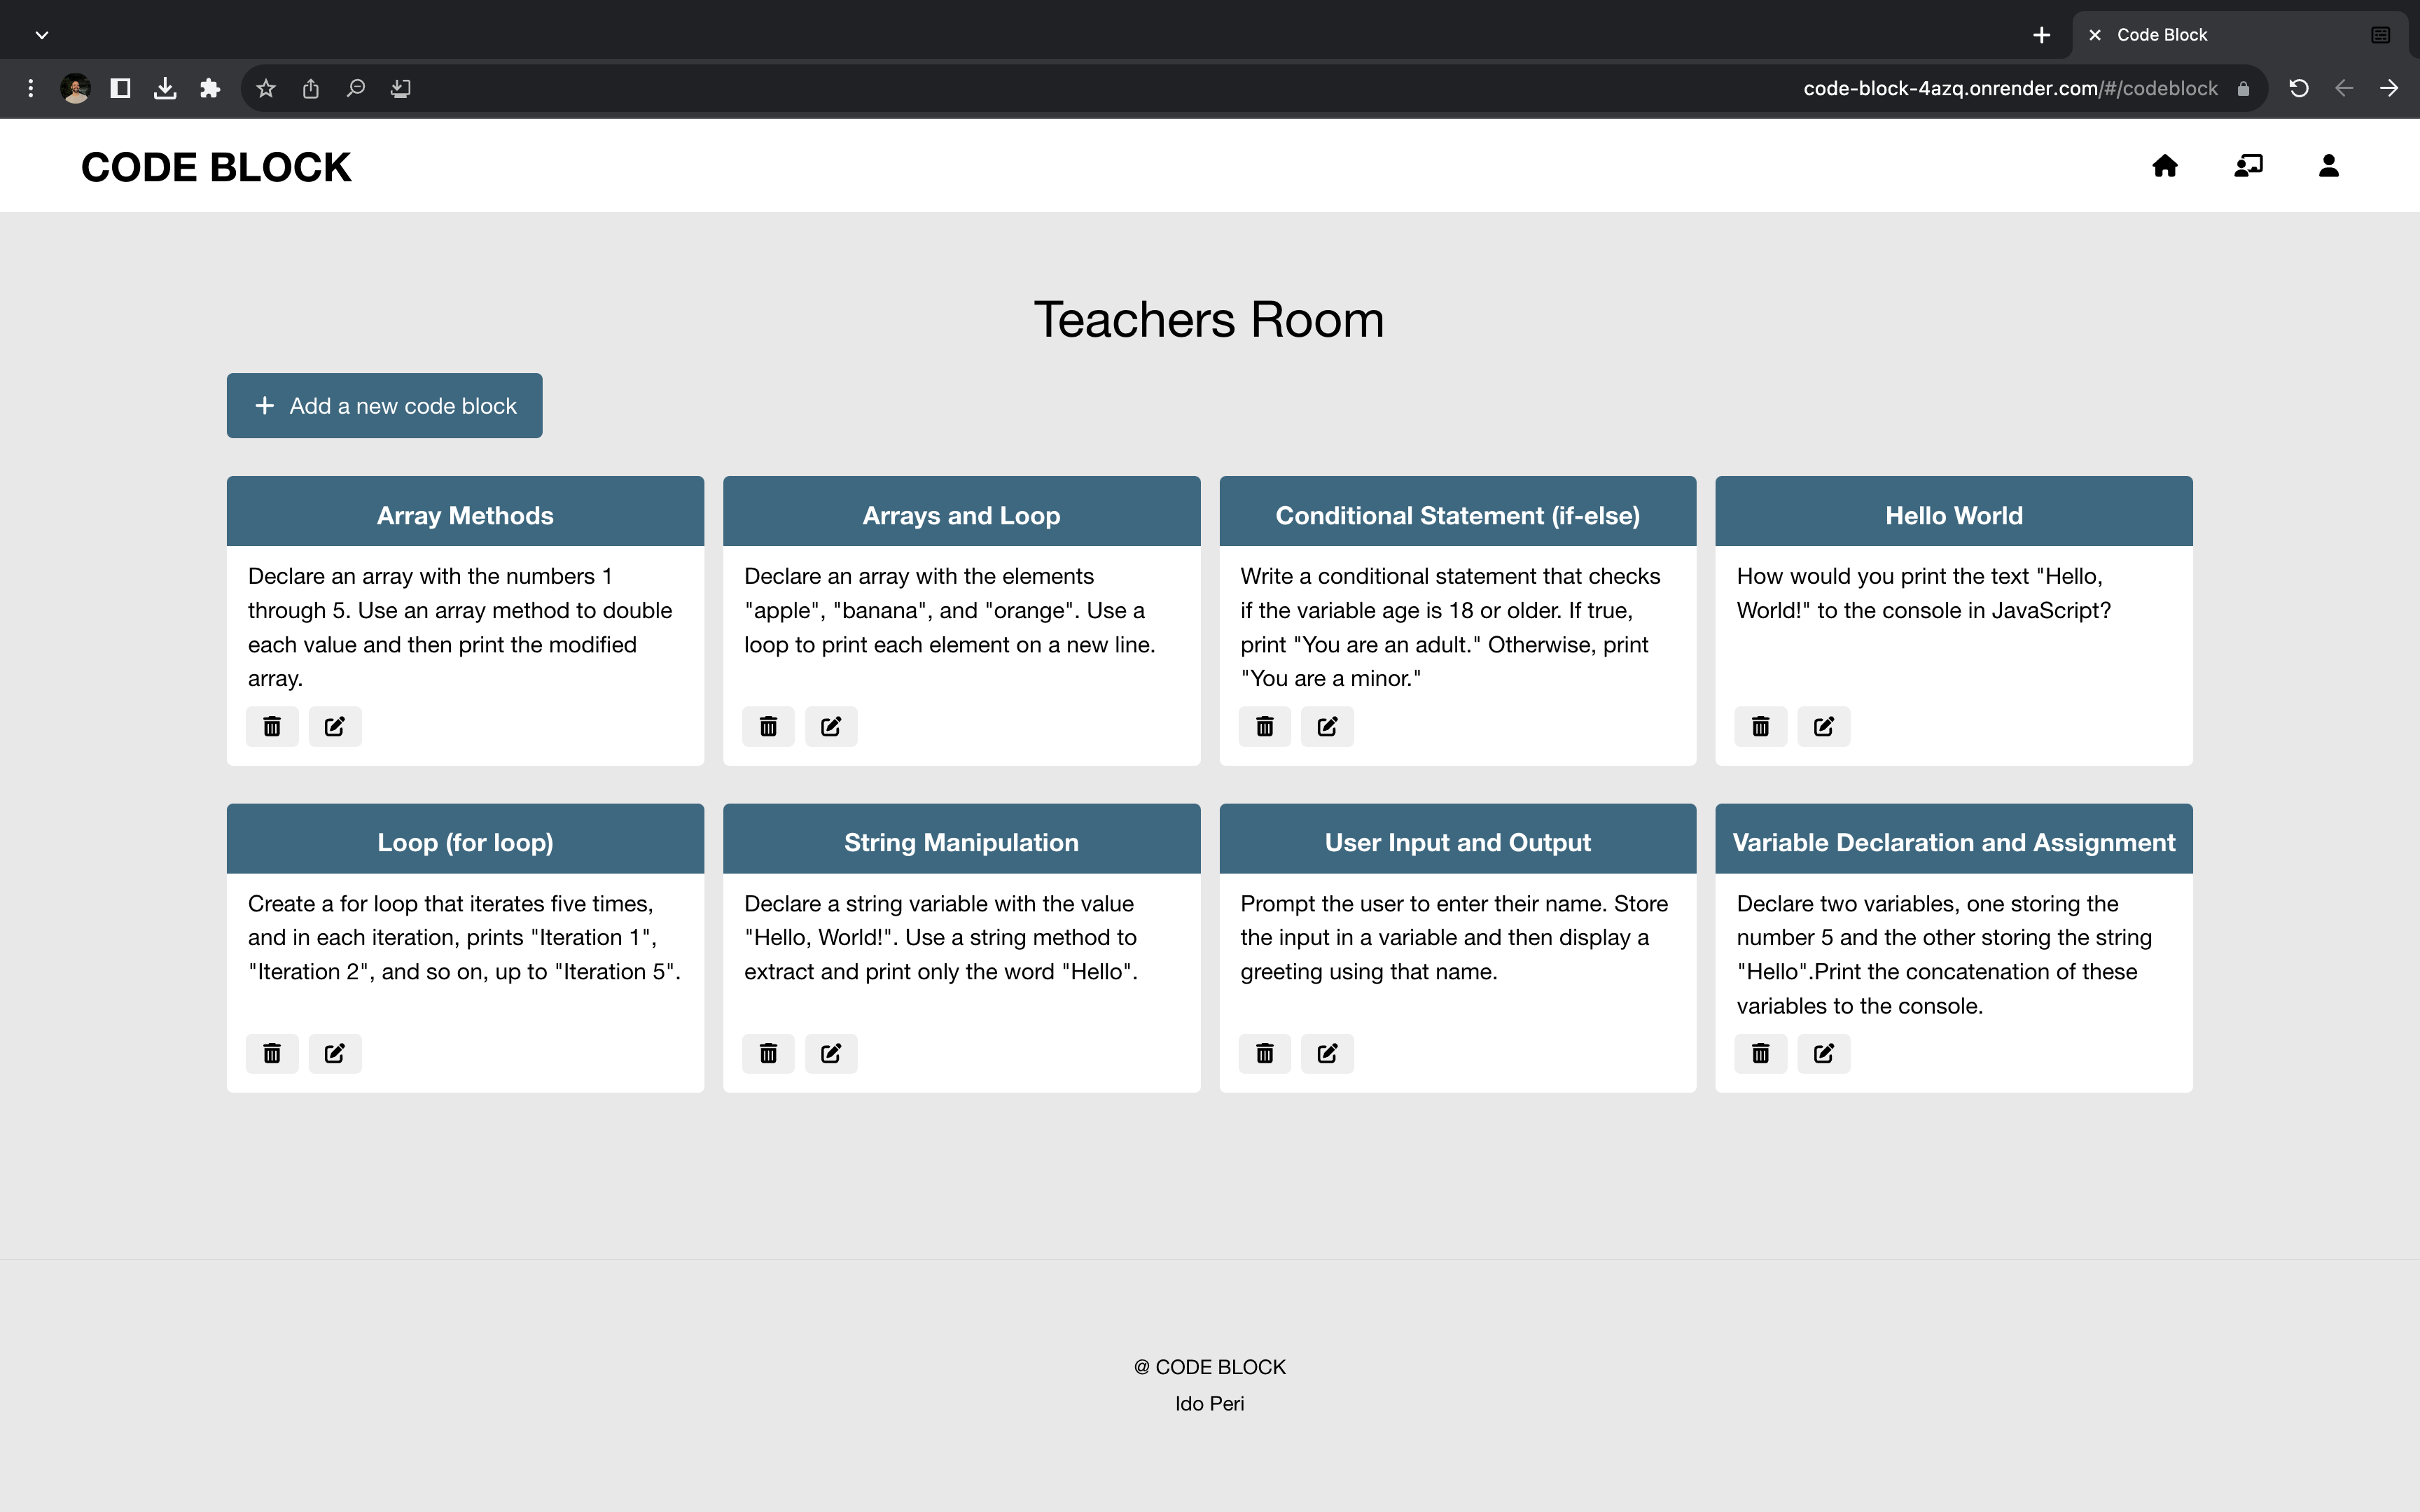 Code Block
code-block-4azq.onrender.com/#/codeblock
CODE BLOCK
Teachers Room
+ Add a new code block
Array Methods
Declare an array with the numbers 1
through 5. Use an array method to double
each value and then print the modified
array.
Arrays and Loop
Declare an array with the elements
"apple", "banana", and "orange". Use a
loop to print each element on a new line.
Conditional Statement (if-else)
Write a conditional statement that checks
if the variable age is 18 or older. If true,
print "You are an adult." Otherwise, print
"You are a minor."
Hello World
How would you print the text "Hello,
World!" to the console in JavaScript?
Loop (for loop)
Create a for loop that iterates five times,
and in each iteration, prints "Iteration 1",
"Iteration 2", and so on, up to "Iteration 5".
String Manipulation
Declare a string variable with the value
"Hello, World!". Use a string method to
extract and print only the word "Hello".
User Input and Output
Prompt the user to enter their name. Store
the input in a variable and then display a
greeting using that name.
Variable Declaration and Assignment
Declare two variables, one storing the
number 5 and the other storing the string
"Hello".Print the concatenation of these
variables to the console.
@ CODE BLOCK
Ido Peri